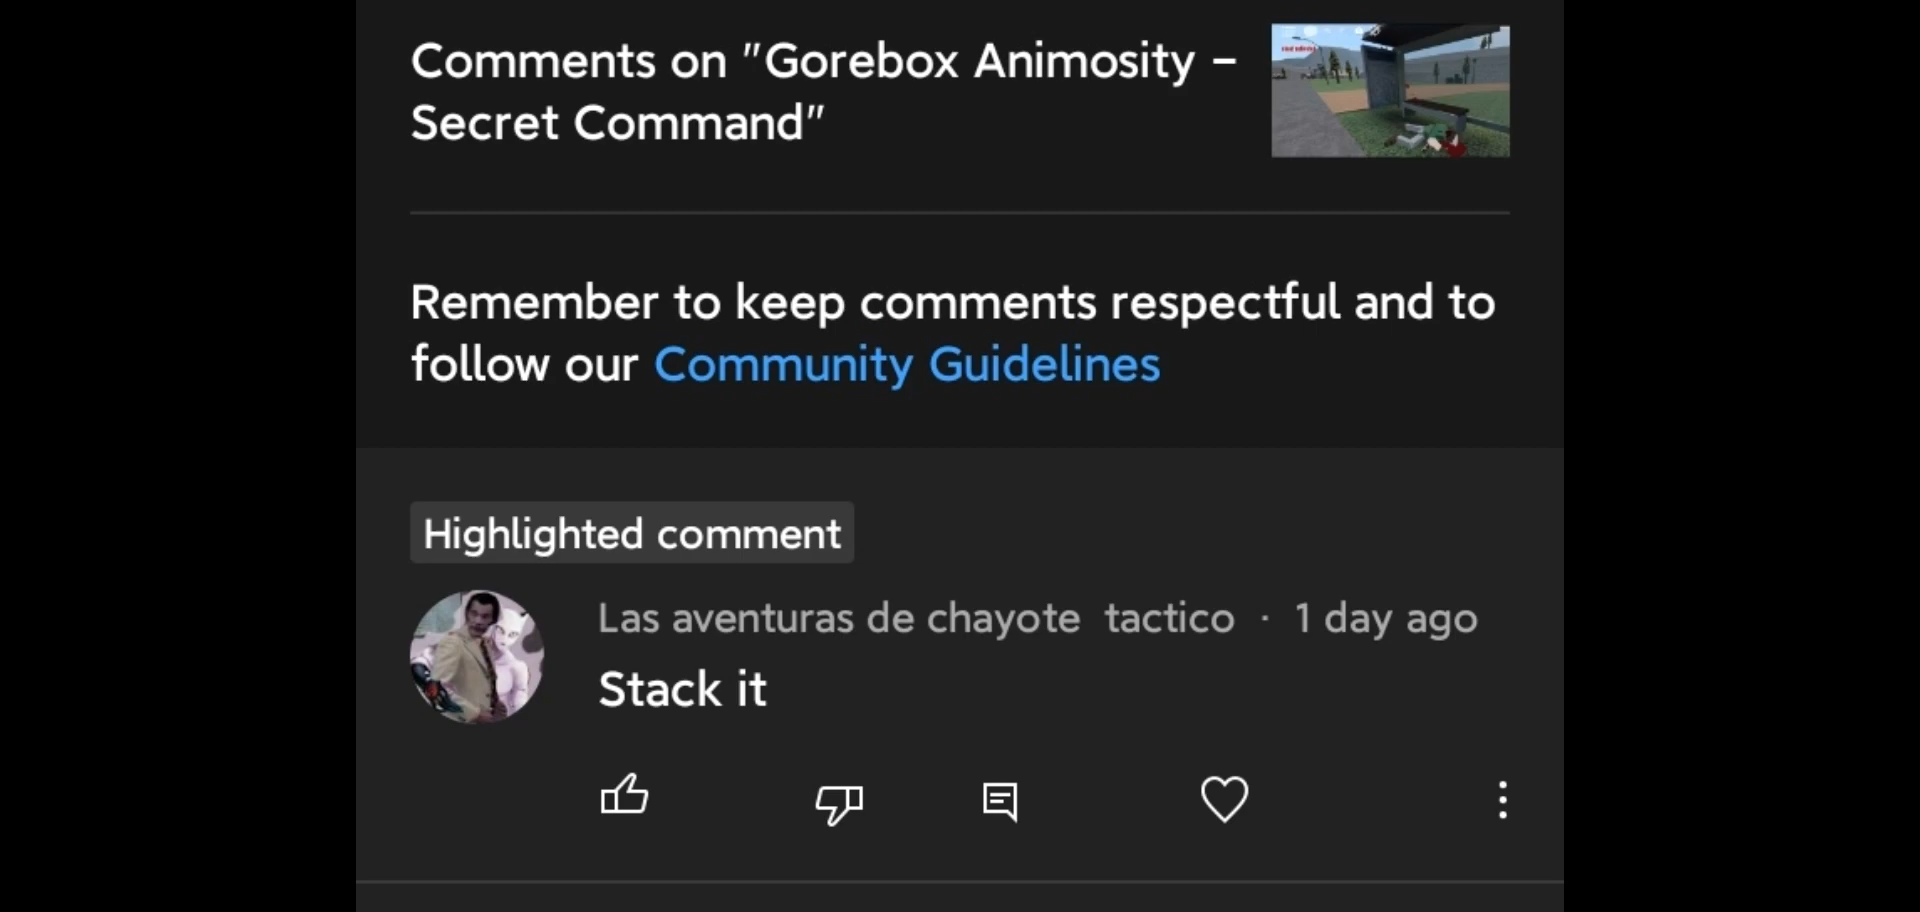 Comments on "Gorebox Animosity –
Secret Command"
Remember to keep comments respectful and to
follow our Community Guidelines
Highlighted comment
Las aventuras de chayote tactico · 1 day ago
Stack it